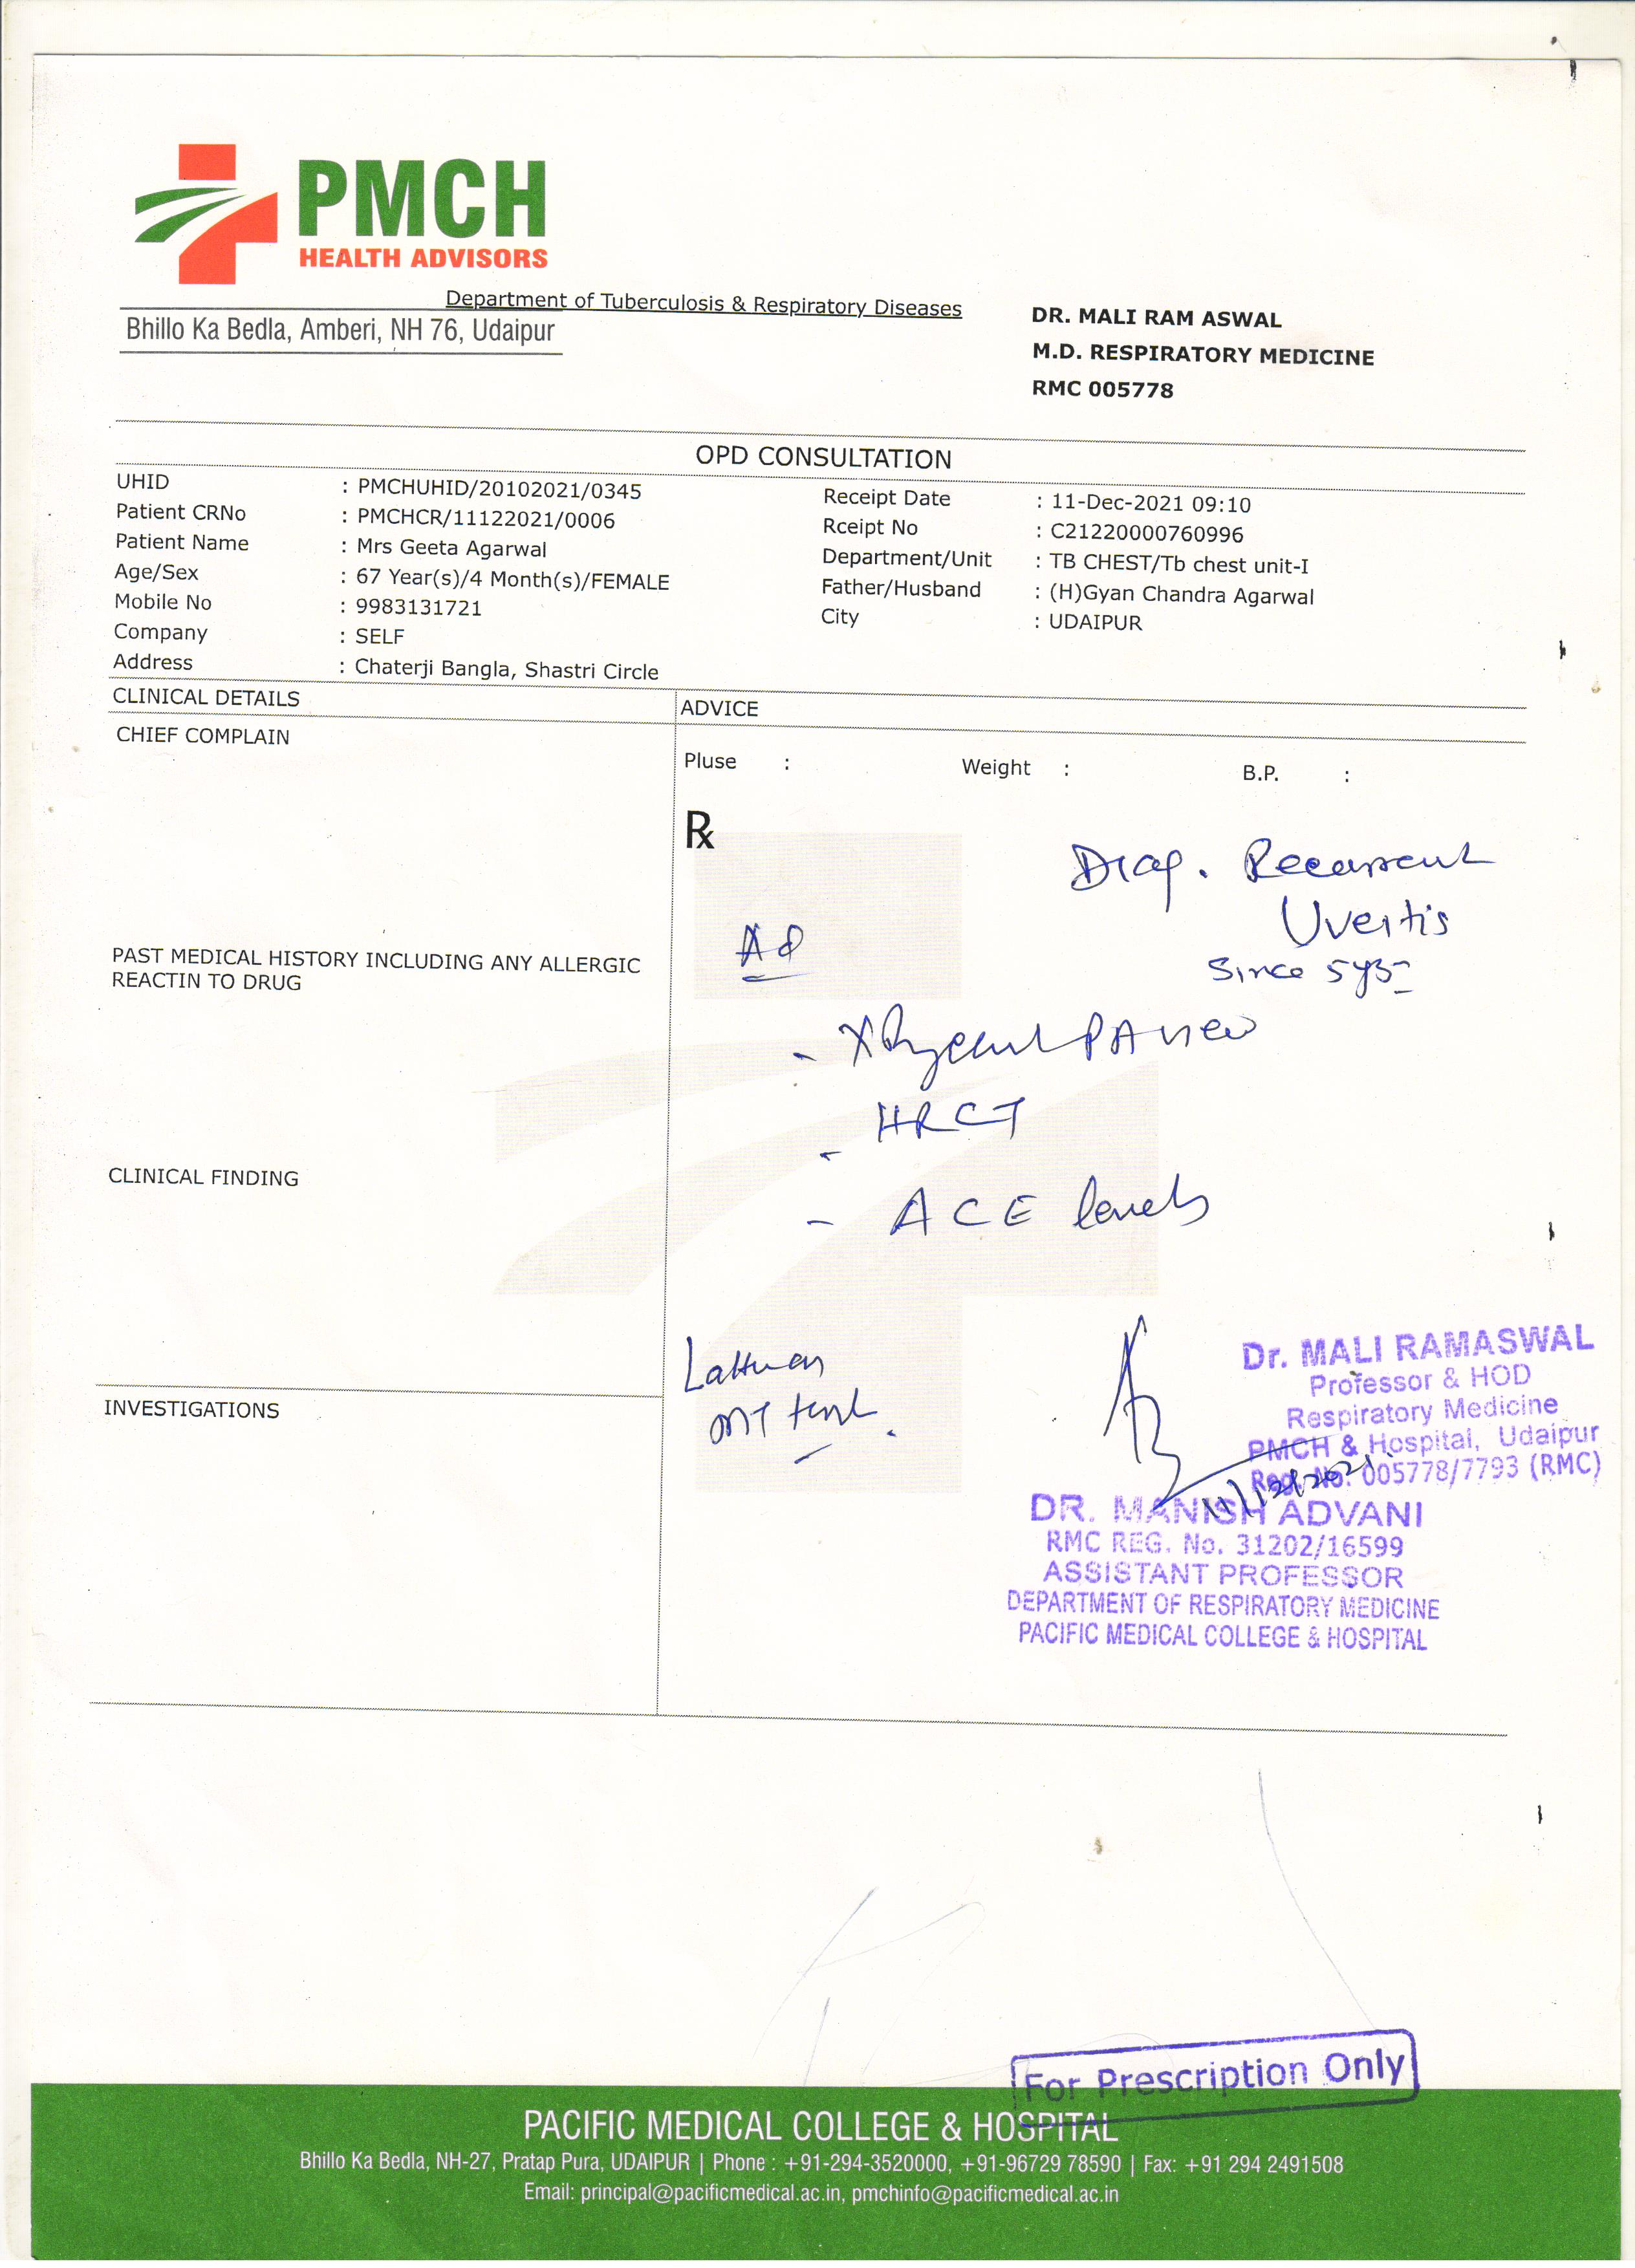 PMCH
HEALTH ADVISORS
Department of Tuberculosis & Respiratory Diseases
Bhillo Ka Bedla, Amberi, NH 76, Udaipur
DR. MALI RAM ASWAL
M.D. RESPIRATORY MEDICINE
RMC 005778
OPD CONSULTATION
UHID : PMCHUHID/20102021/0345
Patient CRNo : PMCHCR/11122021/0006
Patient Name : Mrs Geeta Agarwal
Age/Sex : 67 Year(s)/4 Month(s)/FEMALE
Mobile No : 9983131721
Company : SELF
Address : Chaterji Bangla, Shastri Circle
Receipt Date : 11-Dec-2021 09:10
Rceipt No : C21220000760996
Department/Unit : TB CHEST/Tb chest unit-I
Father/Husband : (H)Gyan Chandra Agarwal
City : UDAIPUR
CLINICAL DETAILS
CHIEF COMPLAIN
PAST MEDICAL HISTORY INCLUDING ANY ALLERGIC
REACTIN TO DRUG
CLINICAL FINDING
INVESTIGATIONS
ADVICE
Pluse : Weight : B.P. :
Rx
Diag. Recurrent
Uveitis
Since 5 yrs
- X Ray PA view
- HRCT
- ACE levels
MT test.
Dr. MALI RAMASWAL
Professor & HOD
Respiratory Medicine
PMCH & Hospital, Udaipur
Reg. No. 005778/7793 (RMC)
11/12/2021
DR. MANISH ADVANI
RMC REG. No. 31202/16599
ASSISTANT PROFESSOR
DEPARTMENT OF RESPIRATORY MEDICINE
PACIFIC MEDICAL COLLEGE & HOSPITAL
For Prescription Only
PACIFIC MEDICAL COLLEGE & HOSPITAL
Bhillo Ka Bedla, NH-27, Pratap Pura, UDAIPUR | Phone : +91-294-3520000, +91-96729 78590 | Fax: +91 294 2491508
Email: principal@pacificmedical.ac.in, pmchinfo@pacificmedical.ac.in